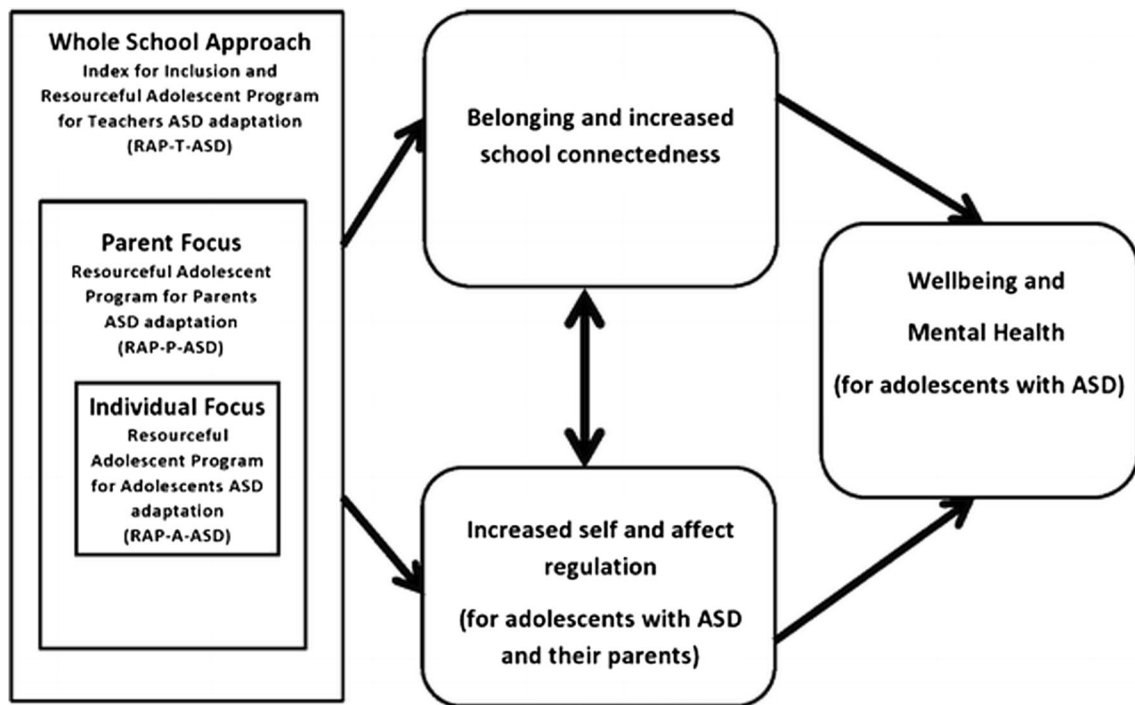 Whole School Approach
Index for Inclusion and
Resourceful Adolescent Program
for Teachers ASD adaptation
(RAP-T-ASD)
Parent Focus
Resourceful Adolescent
Program for Parents
ASD adaptation
(RAP-P-ASD)
Individual Focus
Resourceful
Adolescent Program
for Adolescents ASD
adaptation
(RAP-A-ASD)
Belonging and increased
school connectedness
Increased self and affect
regulation
(for adolescents with ASD
and their parents)
Wellbeing and
Mental Health
(for adolescents with ASD)